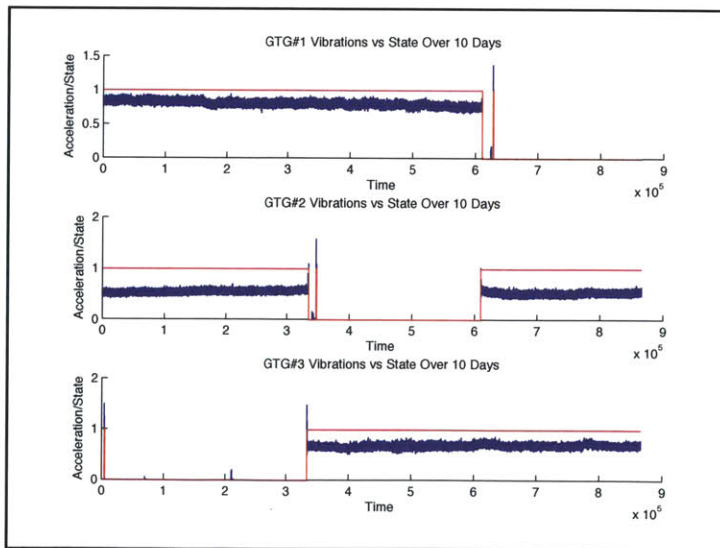 GTG#1 Vibrations vs State Over 10 Days
Acceleration/State
1.5
1
0.5
0
0 1 2 3 4 5 6 7 8 9
Time
x 10^5
GTG#2 Vibrations vs State Over 10 Days
Acceleration/State
2
1
0
0 1 2 3 4 5 6 7 8 9
Time
x 10^5
GTG#3 Vibrations vs State Over 10 Days
Acceleration/State
2
1
0
0 1 2 3 4 5 6 7 8 9
Time
x 10^5